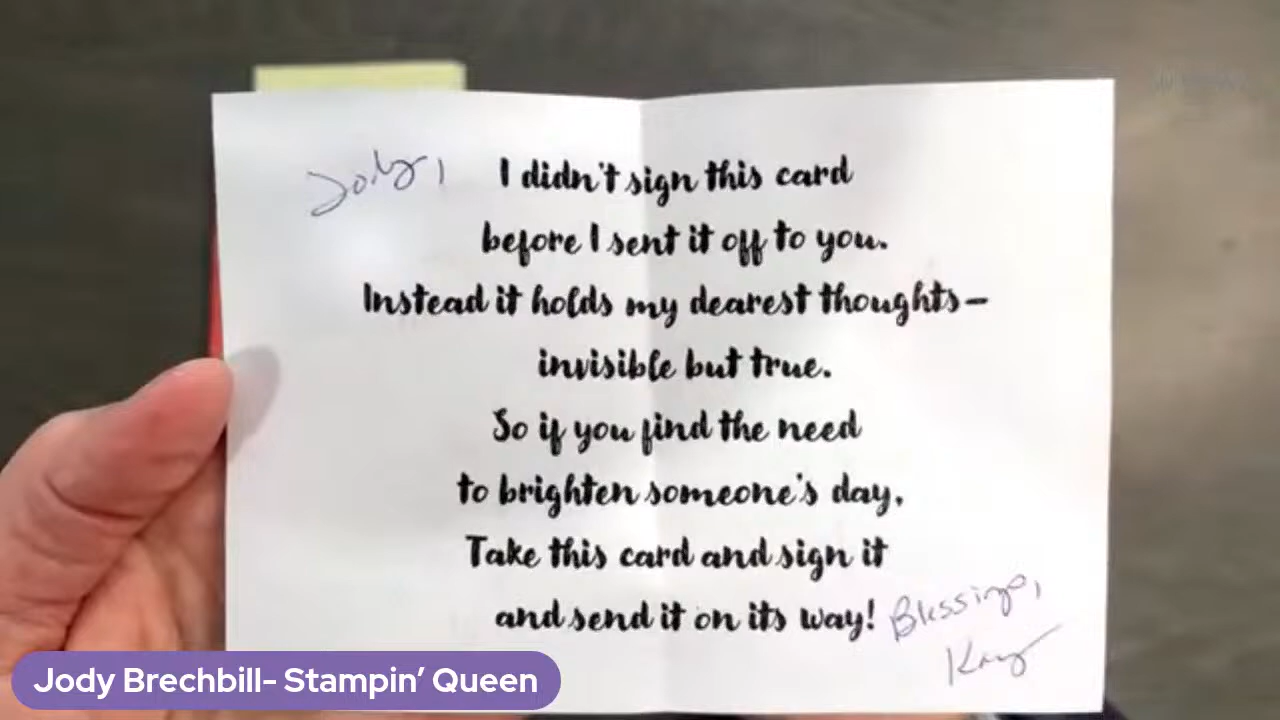 Jody,
I didn't sign this card
before I sent it off to you.
Instead it holds my dearest thoughts—
invisible but true.
So if you find the need
to brighten someone's day,
Take this card and sign it
and send it on its way!
Blessings,
Kay
Jody Brechbill- Stampin' Queen